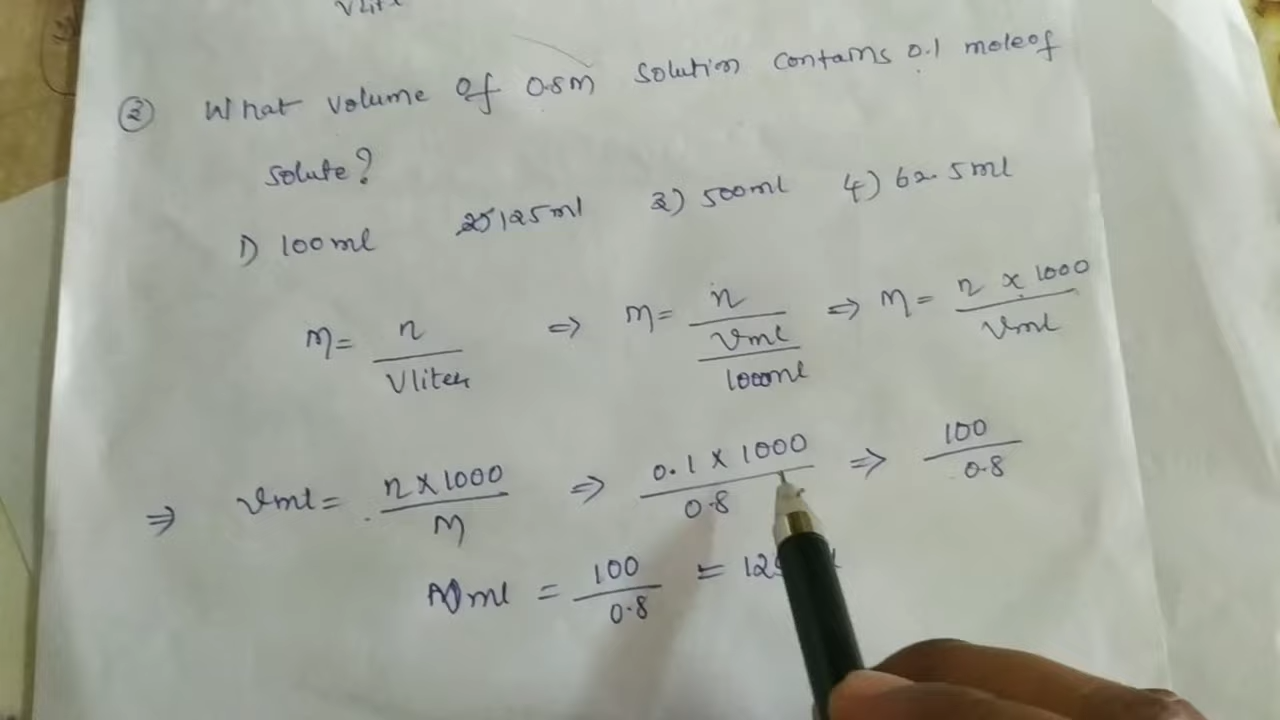 V lit
② What volume of 0.8M solution contains 0.1 mole of
solute?
1) 100ml 2) 125ml 3) 500ml 4) 62.5ml
M = n / V liter ⇒ M = n / (Vml / 1000ml) ⇒ M = n × 1000 / Vml
⇒ Vml = n × 1000 / M ⇒ 0.1 × 1000 / 0.8 ⇒ 100 / 0.8
Vml = 100 / 0.8 =